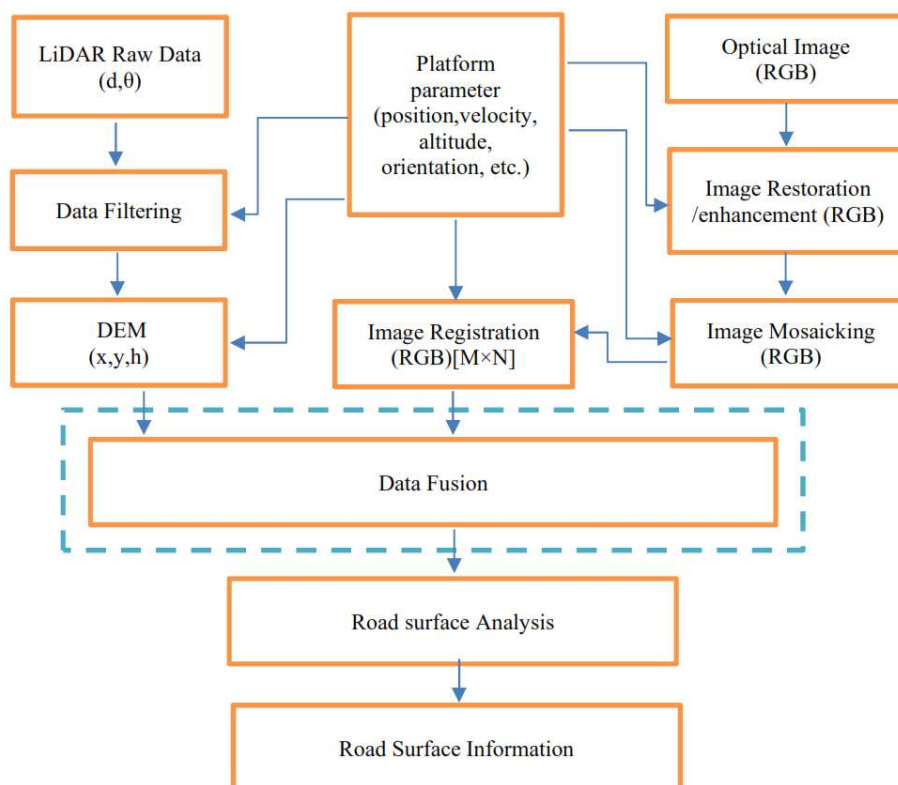 LiDAR Raw Data
(d,θ)
Platform
parameter
(position,velocity,
altitude,
orientation, etc.)
Optical Image
(RGB)
Data Filtering
Image Restoration
/enhancement (RGB)
DEM
(x,y,h)
Image Registration
(RGB)[M×N]
Image Mosaicking
(RGB)
Data Fusion
Road surface Analysis
Road Surface Information